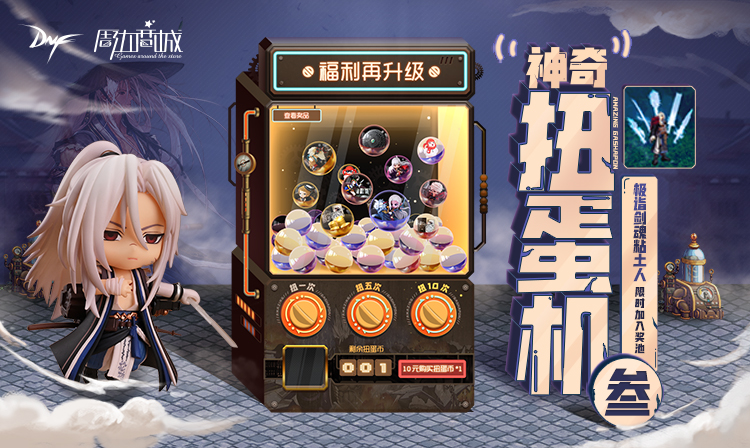 DNF
周边商城
Games around the store
福利再升级
查看奖品
扭一次
扭五次
扭10次
剩余扭蛋币
001
10元购买扭蛋币*1
神奇
扭蛋机
AMAZING GASHAPON
极诣剑魂粘土人
限时加入奖池
叁